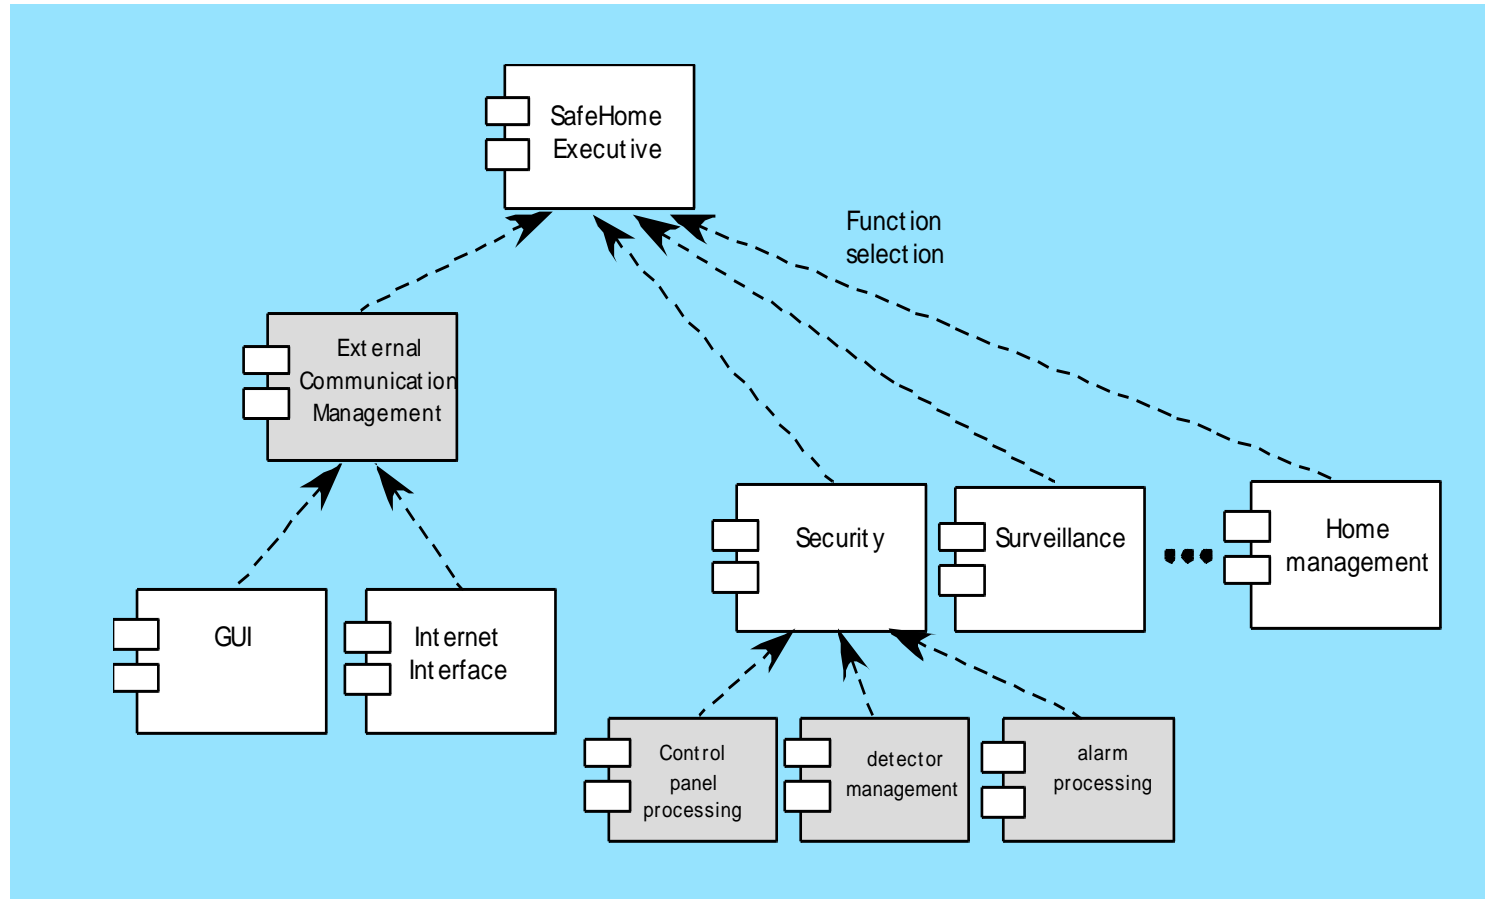 SafeHome
Executive
Function
selection
External
Communication
Management
Security
Surveillance
Home
management
GUI
Internet
Interface
Control
panel
processing
detector
management
alarm
processing